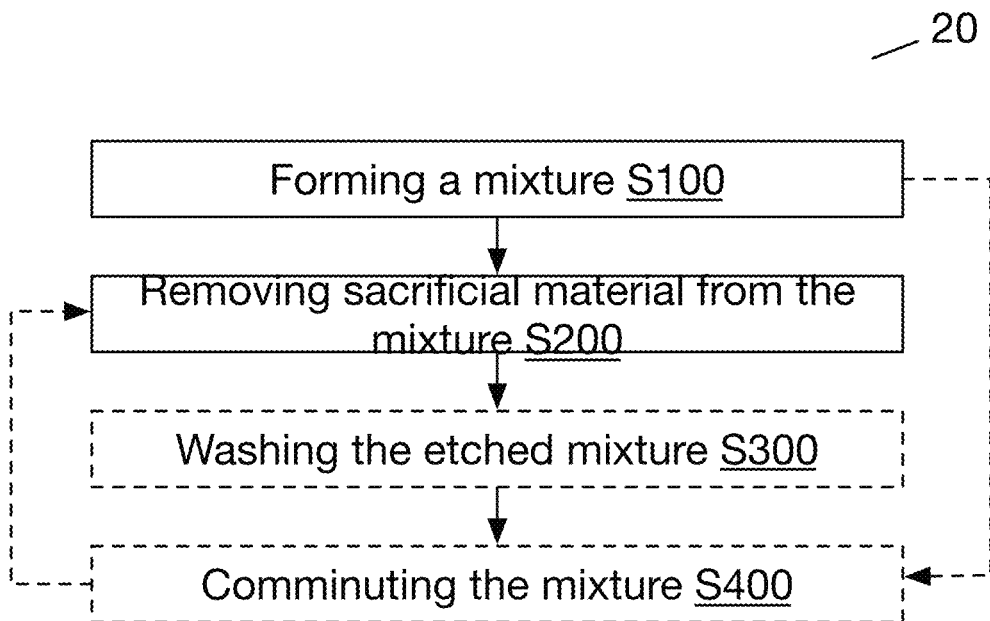 20
Forming a mixture S100
Removing sacrificial material from the
mixture S200
Washing the etched mixture S300
Comminuting the mixture S400